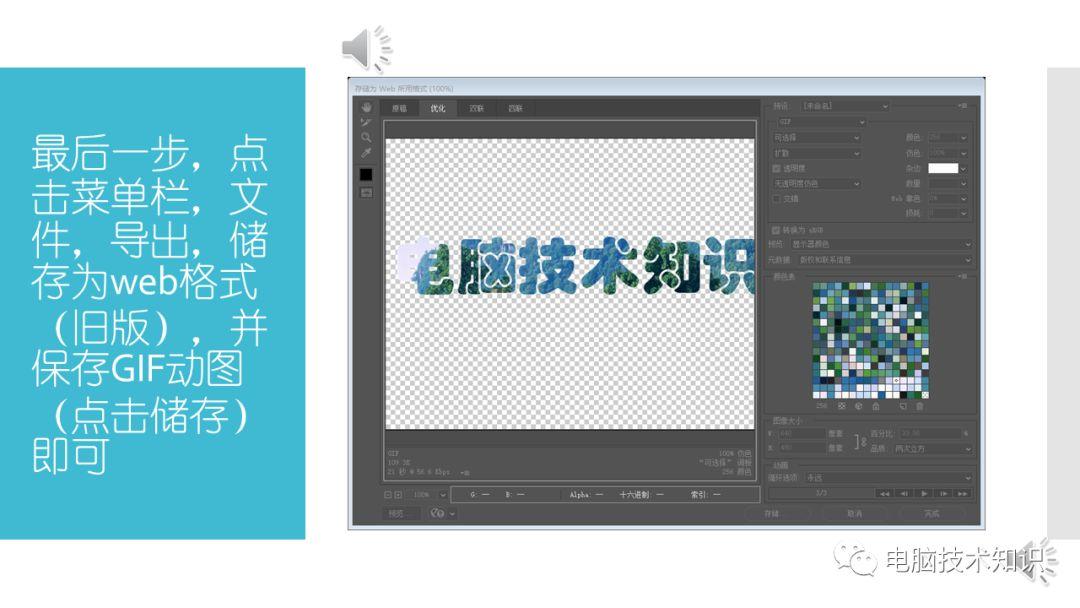 最后一步，点
击菜单栏，文
件，导出，储
存为web格式
（旧版），并
保存GIF动图
（点击储存）
即可
存储为 Web 所用格式 (100%)
原稿 优化 双联 四联
电脑技术知识
预设: [未命名]
GIF
可选择 颜色: 256
扩散 仿色: 100%
透明度 杂边:
无透明度仿色 数量:
交错 Web 靠色: 0%
损耗: 0
转换为 sRGB
预览: 显示器颜色
元数据: 版权和联系信息
颜色表
256
图像大小
W: 640 像素 百分比:
H: 像素 品质: 两次立方
动画
循环选项: 永远
3/3
GIF 100% 仿色
“可选择” 调板
21 秒 @ 56.6 Kbps 256 颜色
100% G: -- B: -- Alpha: -- 十六进制: -- 索引: --
预览... 存储... 取消 完成
电脑技术知识